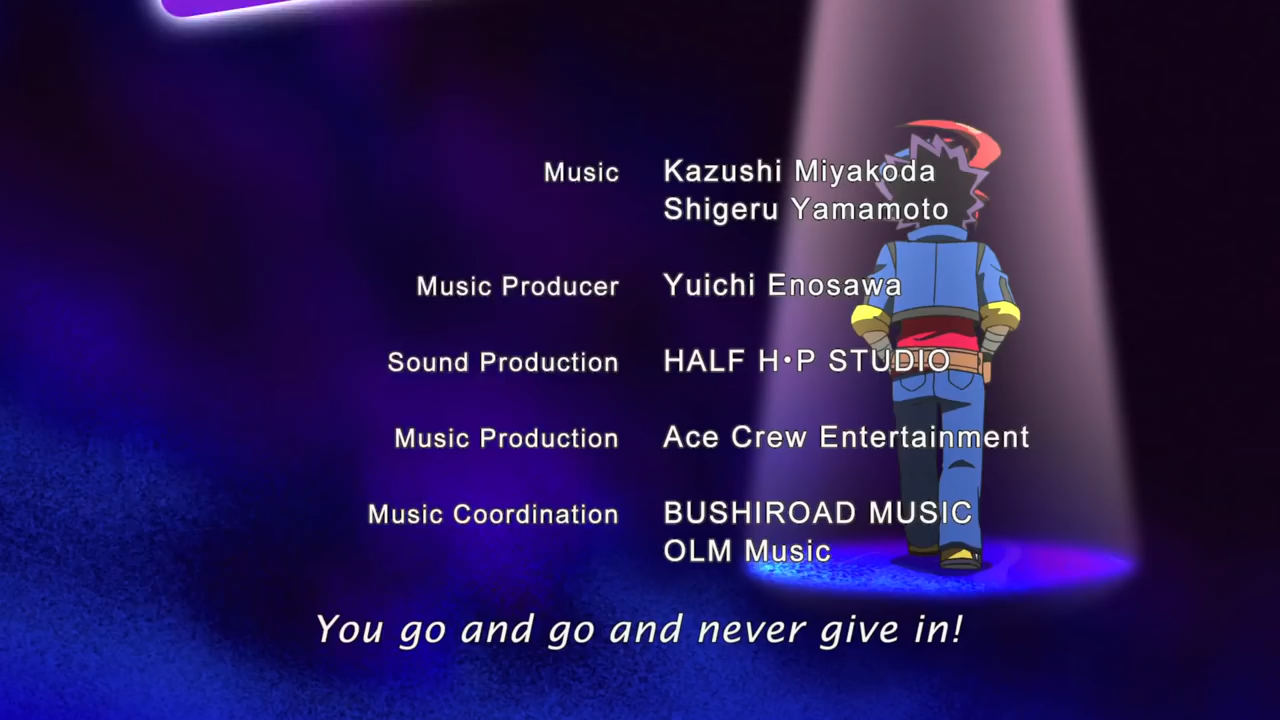 Music Kazushi Miyakoda
Shigeru Yamamoto
Music Producer Yuichi Enosawa
Sound Production HALF H•P STUDIO
Music Production Ace Crew Entertainment
Music Coordination BUSHIROAD MUSIC
OLM Music
You go and go and never give in!